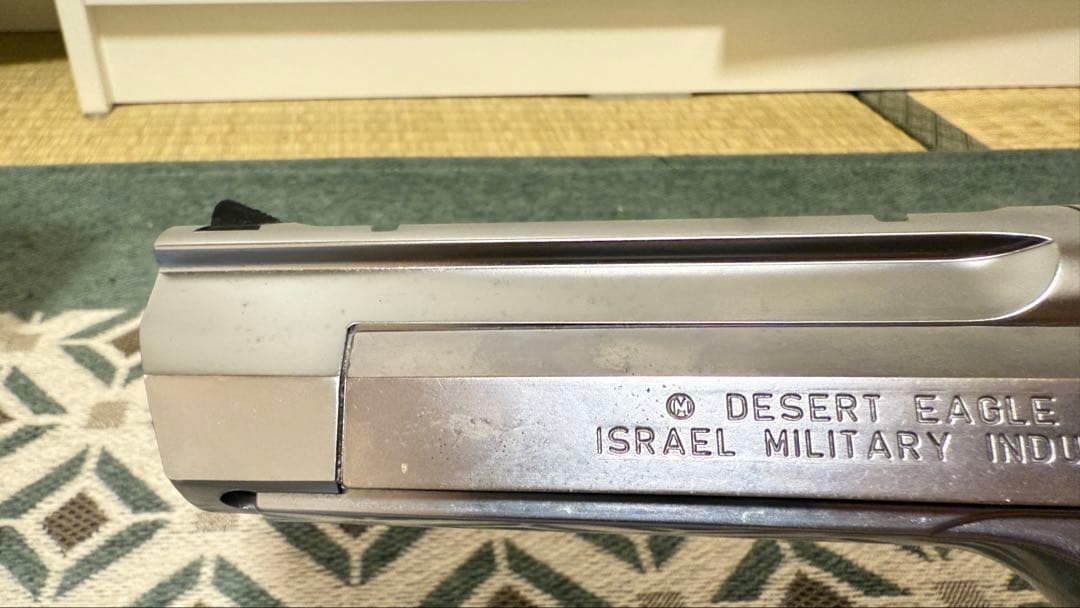 Ⓜ DESERT EAGLE
ISRAEL MILITARY INDU